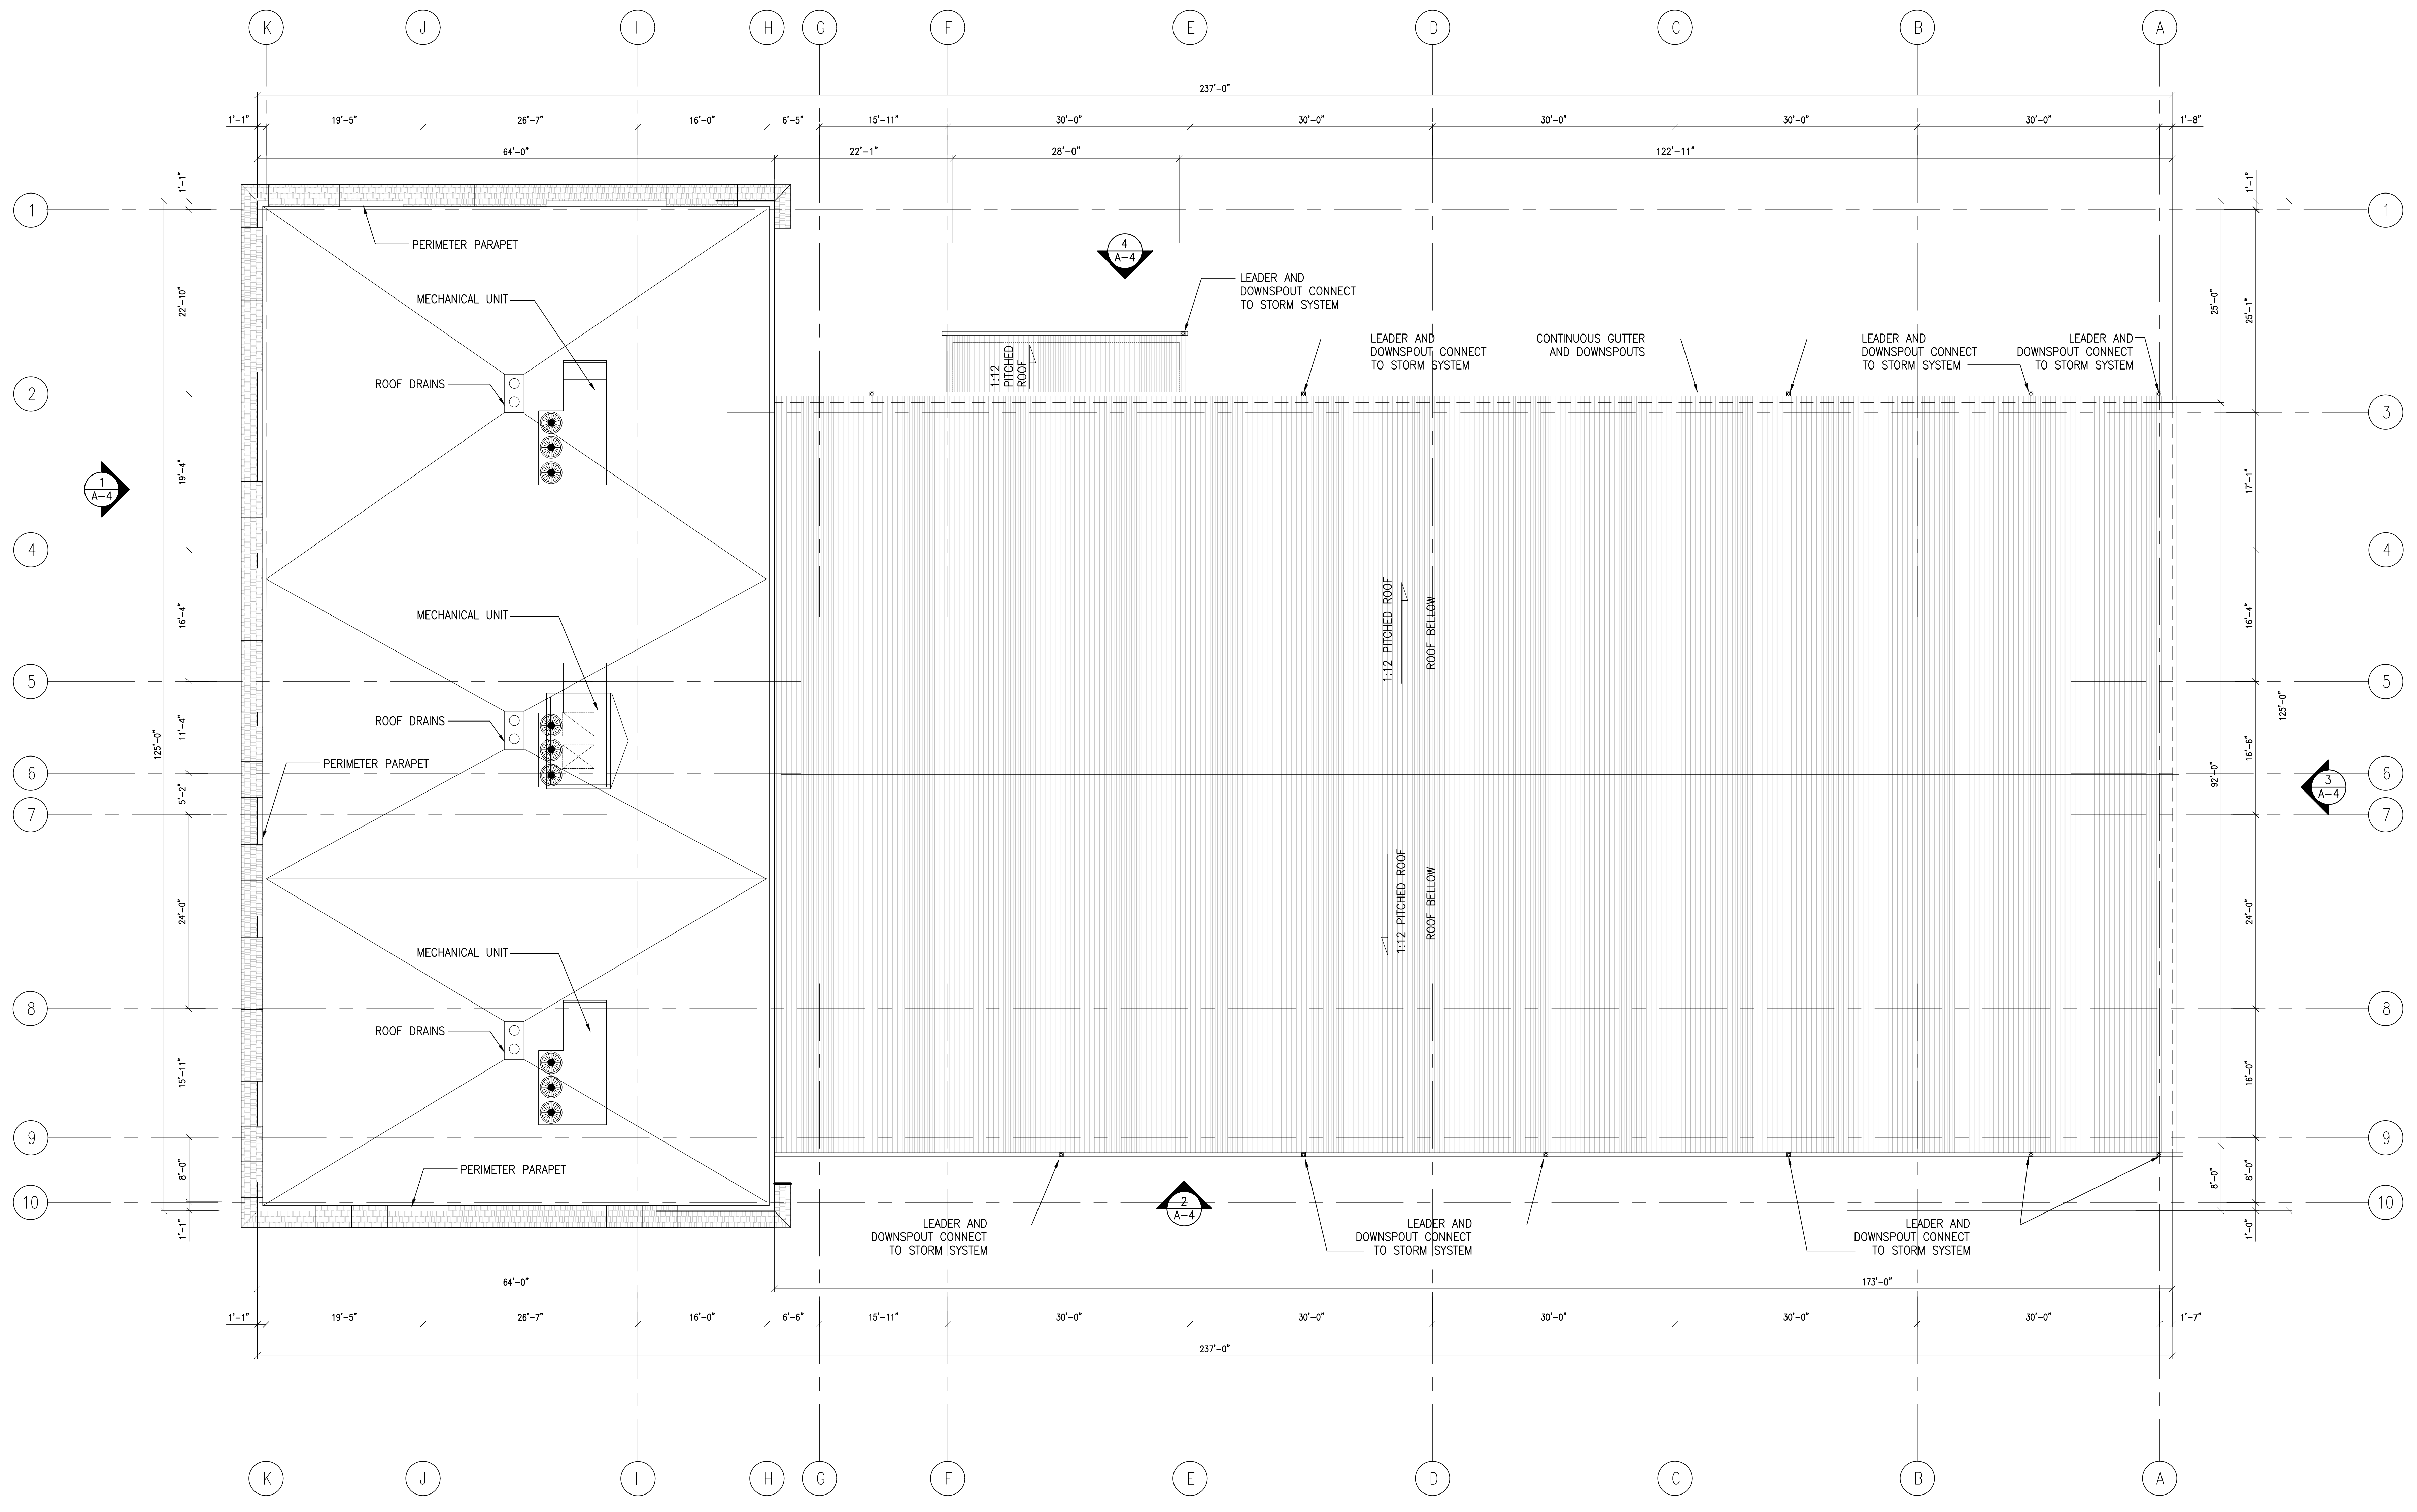 K J I H G F E D C B A
237'-0"
1'-1" 19'-5" 26'-7" 16'-0" 6'-5" 15'-11" 30'-0" 30'-0" 30'-0" 30'-0" 30'-0" 1'-8"
64'-0" 22'-1" 28'-0" 122'-11"
1'-1" 1'-1"
1 1
PERIMETER PARAPET
4
A-4
LEADER AND
DOWNSPOUT CONNECT
TO STORM SYSTEM
MECHANICAL UNIT
22'-10"
25'-0"
25'-1"
LEADER AND
DOWNSPOUT CONNECT
TO STORM SYSTEM
CONTINUOUS GUTTER
AND DOWNSPOUTS
LEADER AND
DOWNSPOUT CONNECT
TO STORM SYSTEM
LEADER AND
DOWNSPOUT CONNECT
TO STORM SYSTEM
1:12
PITCHED
ROOF
ROOF DRAINS
2
3
19'-4"
17'-1"
1
A-4
4 4
1:12 PITCHED ROOF
ROOF BELLOW
MECHANICAL UNIT
16'-4"
16'-4"
5 5
ROOF DRAINS
125'-0"
11'-4"
16'-6"
125'-0"
92'-0"
PERIMETER PARAPET
6 6
3
A-4
5'-2"
7 7
1:12 PITCHED ROOF
ROOF BELLOW
24'-0"
24'-0"
MECHANICAL UNIT
8 8
ROOF DRAINS
15'-11"
16'-0"
9 9
PERIMETER PARAPET
8'-0"
8'-0"
8'-0"
10 10
2
A-4
1'-1"
1'-0"
LEADER AND
DOWNSPOUT CONNECT
TO STORM SYSTEM
LEADER AND
DOWNSPOUT CONNECT
TO STORM SYSTEM
LEADER AND
DOWNSPOUT CONNECT
TO STORM SYSTEM
64'-0" 173'-0"
1'-1" 19'-5" 26'-7" 16'-0" 6'-6" 15'-11" 30'-0" 30'-0" 30'-0" 30'-0" 30'-0" 1'-7"
237'-0"
K J I H G F E D C B A